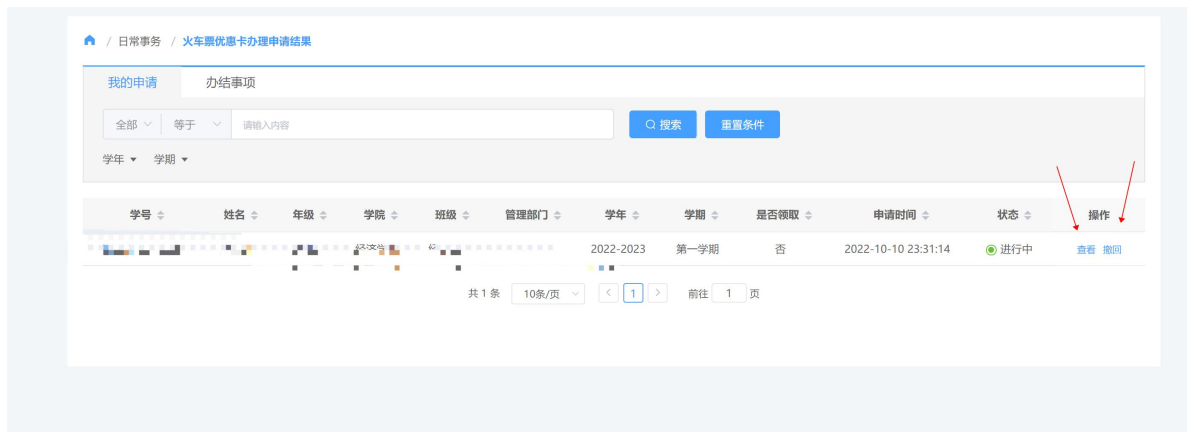 / 日常事务 / 火车票优惠卡办理申请结果
我的申请 办结事项
全部 等于 请输入内容 搜索 重置条件
学年 学期
学号 姓名 年级 学院 班级 管理部门 学年 学期 是否领取 申请时间 状态 操作
2022-2023 第一学期 否 2022-10-10 23:31:14 进行中 查看 撤回
共 1 条 10条/页 1 前往 1 页